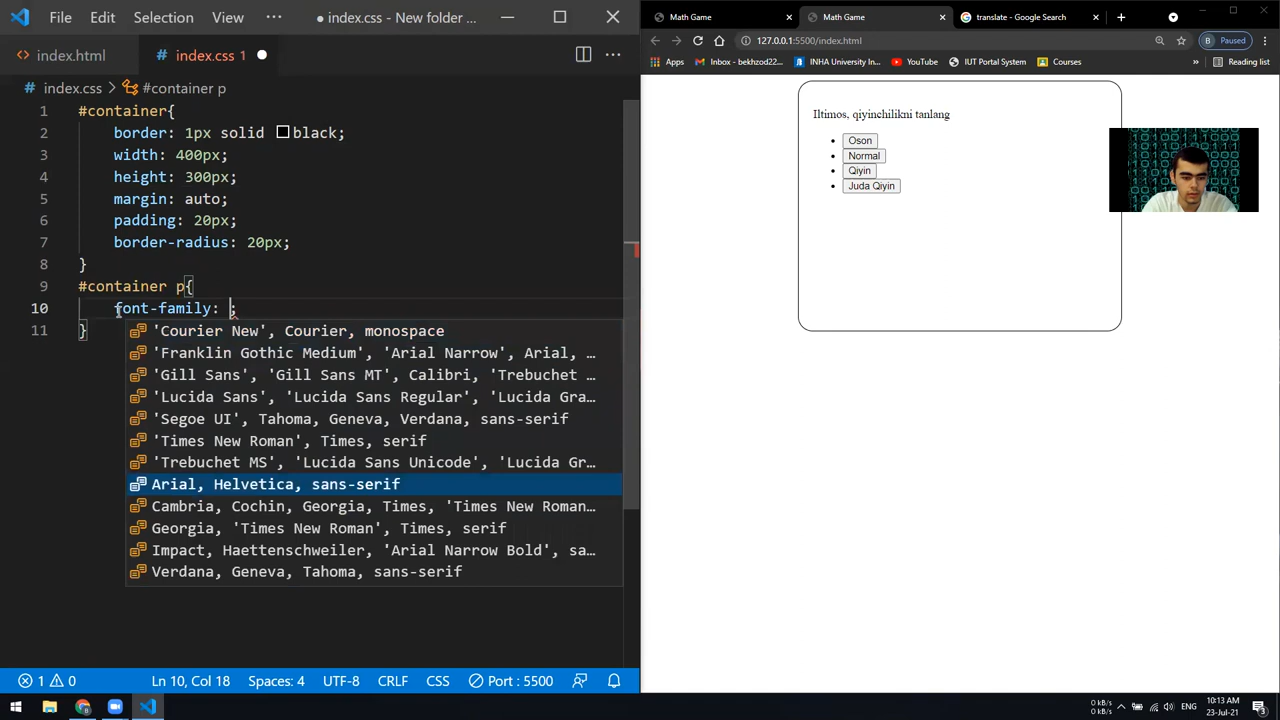 File Edit Selection View ··· ● index.css - New folder ...
index.html
index.css 1
index.css > #container p
1 #container{
2 border: 1px solid black;
3 width: 400px;
4 height: 300px;
5 margin: auto;
6 padding: 20px;
7 border-radius: 20px;
8 }
9 #container p{
10 font-family: ;
11 }
'Courier New', Courier, monospace
'Franklin Gothic Medium', 'Arial Narrow', Arial, …
'Gill Sans', 'Gill Sans MT', Calibri, 'Trebuchet …
'Lucida Sans', 'Lucida Sans Regular', 'Lucida Gra…
'Segoe UI', Tahoma, Geneva, Verdana, sans-serif
'Times New Roman', Times, serif
'Trebuchet MS', 'Lucida Sans Unicode', 'Lucida Gr…
Arial, Helvetica, sans-serif
Cambria, Cochin, Georgia, Times, 'Times New Roman…
Georgia, 'Times New Roman', Times, serif
Impact, Haettenschweiler, 'Arial Narrow Bold', sa…
Verdana, Geneva, Tahoma, sans-serif
1 0 Ln 10, Col 18 Spaces: 4 UTF-8 CRLF CSS Port : 5500
Math Game
Math Game
translate - Google Search
127.0.0.1:5500/index.html
B Paused
Apps
Inbox - bekhzod22...
INHA University In...
YouTube
IUT Portal System
Courses
»
Reading list
Iltimos, qiyinchilikni tanlang
Oson
Normal
Qiyin
Juda Qiyin
0 kB/s
0 kB/s
ENG
10:13 AM
23-Jul-21
3